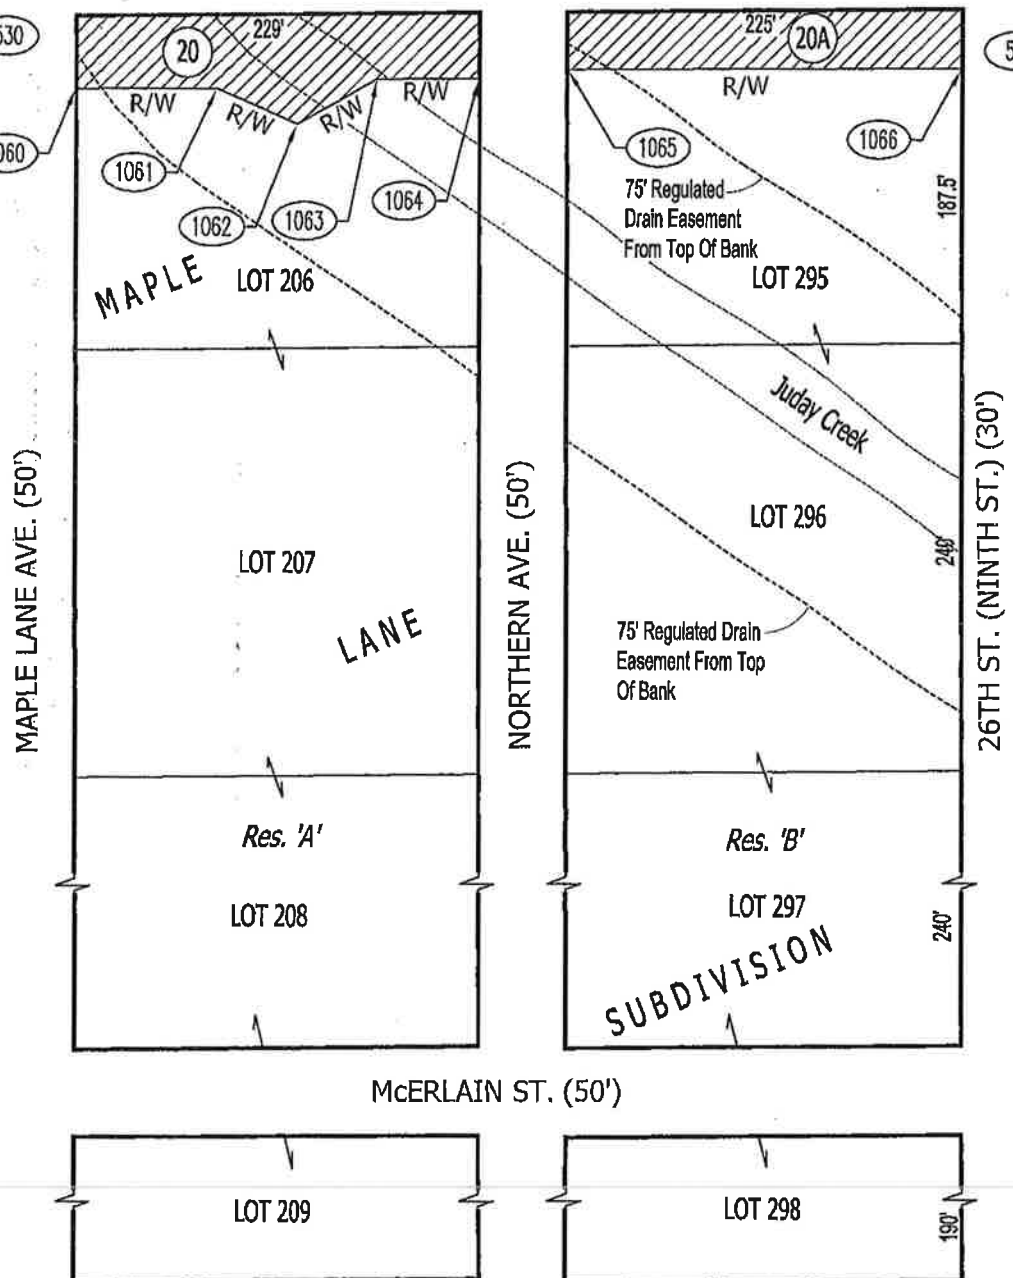 530
20
229'
225'
20A
5
R/W
R/W
R/W
R/W
R/W
1060
1061
1062
1063
1064
1065
1066
75' Regulated
Drain Easement
From Top Of Bank
187.5'
MAPLE
LOT 206
LOT 295
Juday Creek
MAPLE LANE AVE. (50')
NORTHERN AVE. (50')
26TH ST. (NINTH ST.) (30')
LOT 296
240'
LOT 207
LANE
75' Regulated Drain
Easement From Top
Of Bank
Res. 'A'
Res. 'B'
LOT 208
LOT 297
240'
SUBDIVISION
McERLAIN ST. (50')
LOT 209
LOT 298
190'